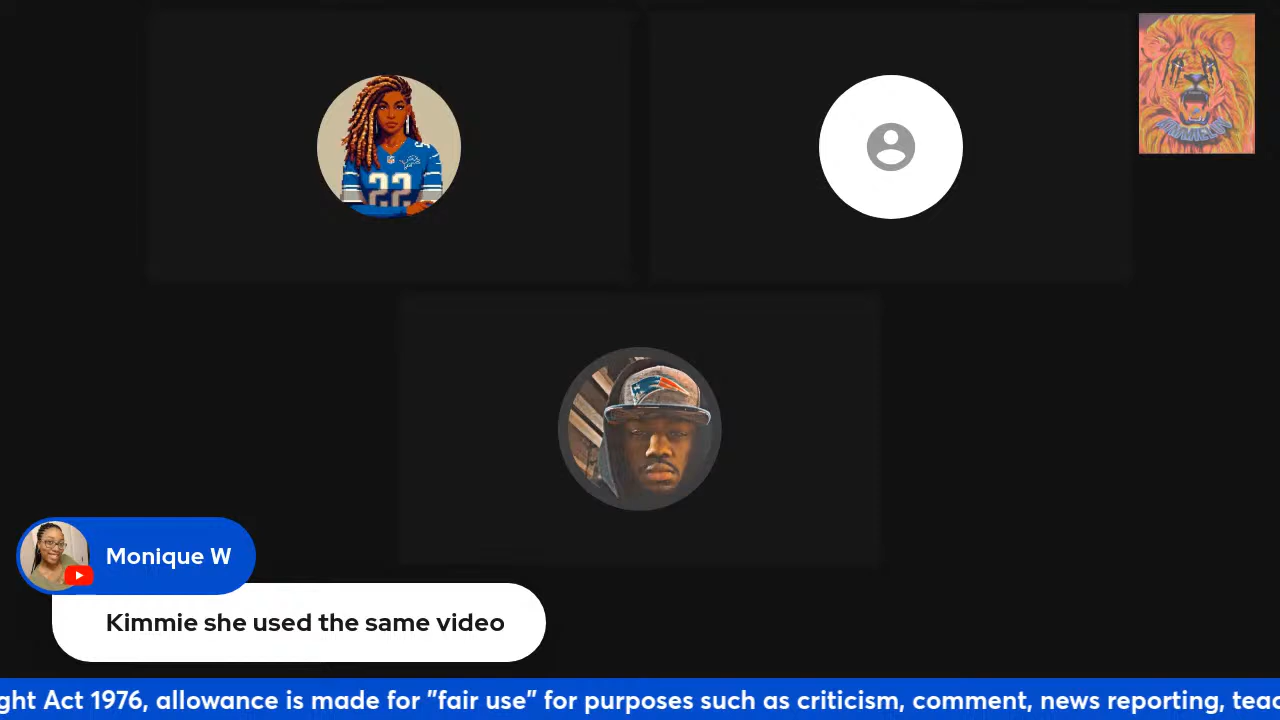 22
Monique W
Kimmie she used the same video
ght Act 1976, allowance is made for "fair use" for purposes such as criticism, comment, news reporting, teac